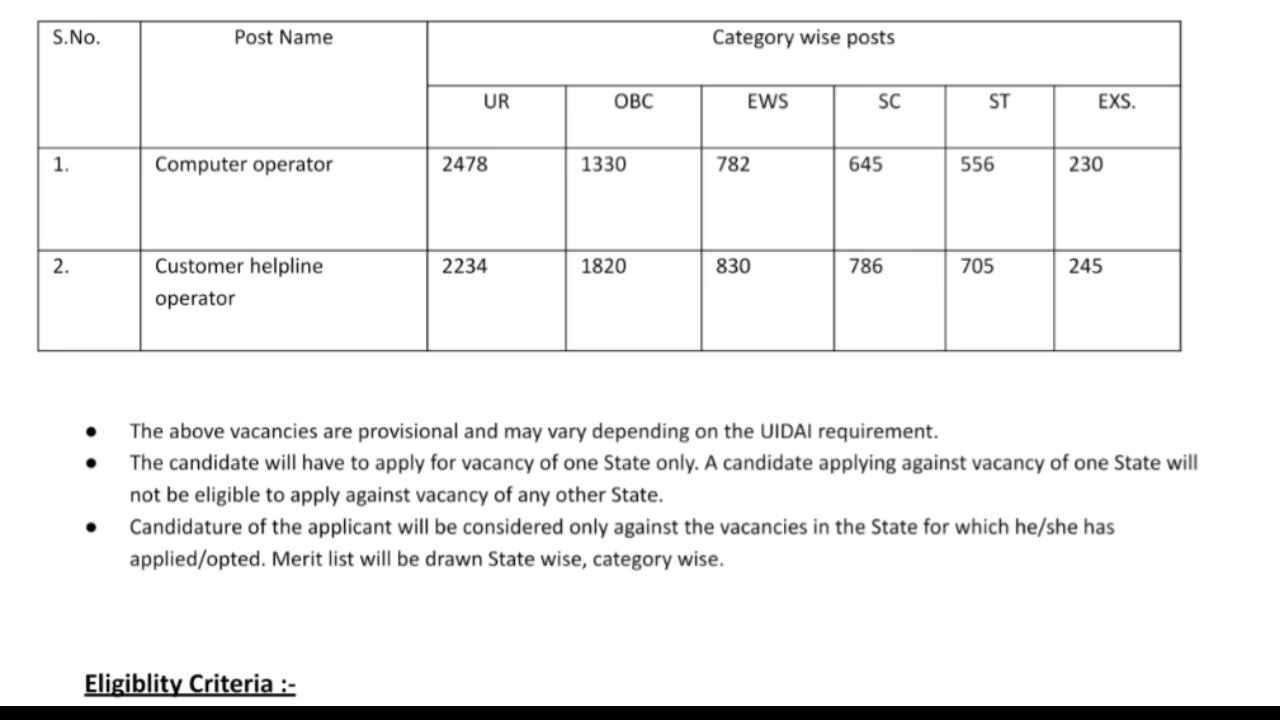 S.No. Post Name Category wise posts
UR OBC EWS SC ST EXS.
1. Computer operator 2478 1330 782 645 556 230
2. Customer helpline 2234 1820 830 786 705 245
operator
● The above vacancies are provisional and may vary depending on the UIDAI requirement.
● The candidate will have to apply for vacancy of one State only. A candidate applying against vacancy of one State will
not be eligible to apply against vacancy of any other State.
● Candidature of the applicant will be considered only against the vacancies in the State for which he/she has
applied/opted. Merit list will be drawn State wise, category wise.
Eligiblity Criteria :-